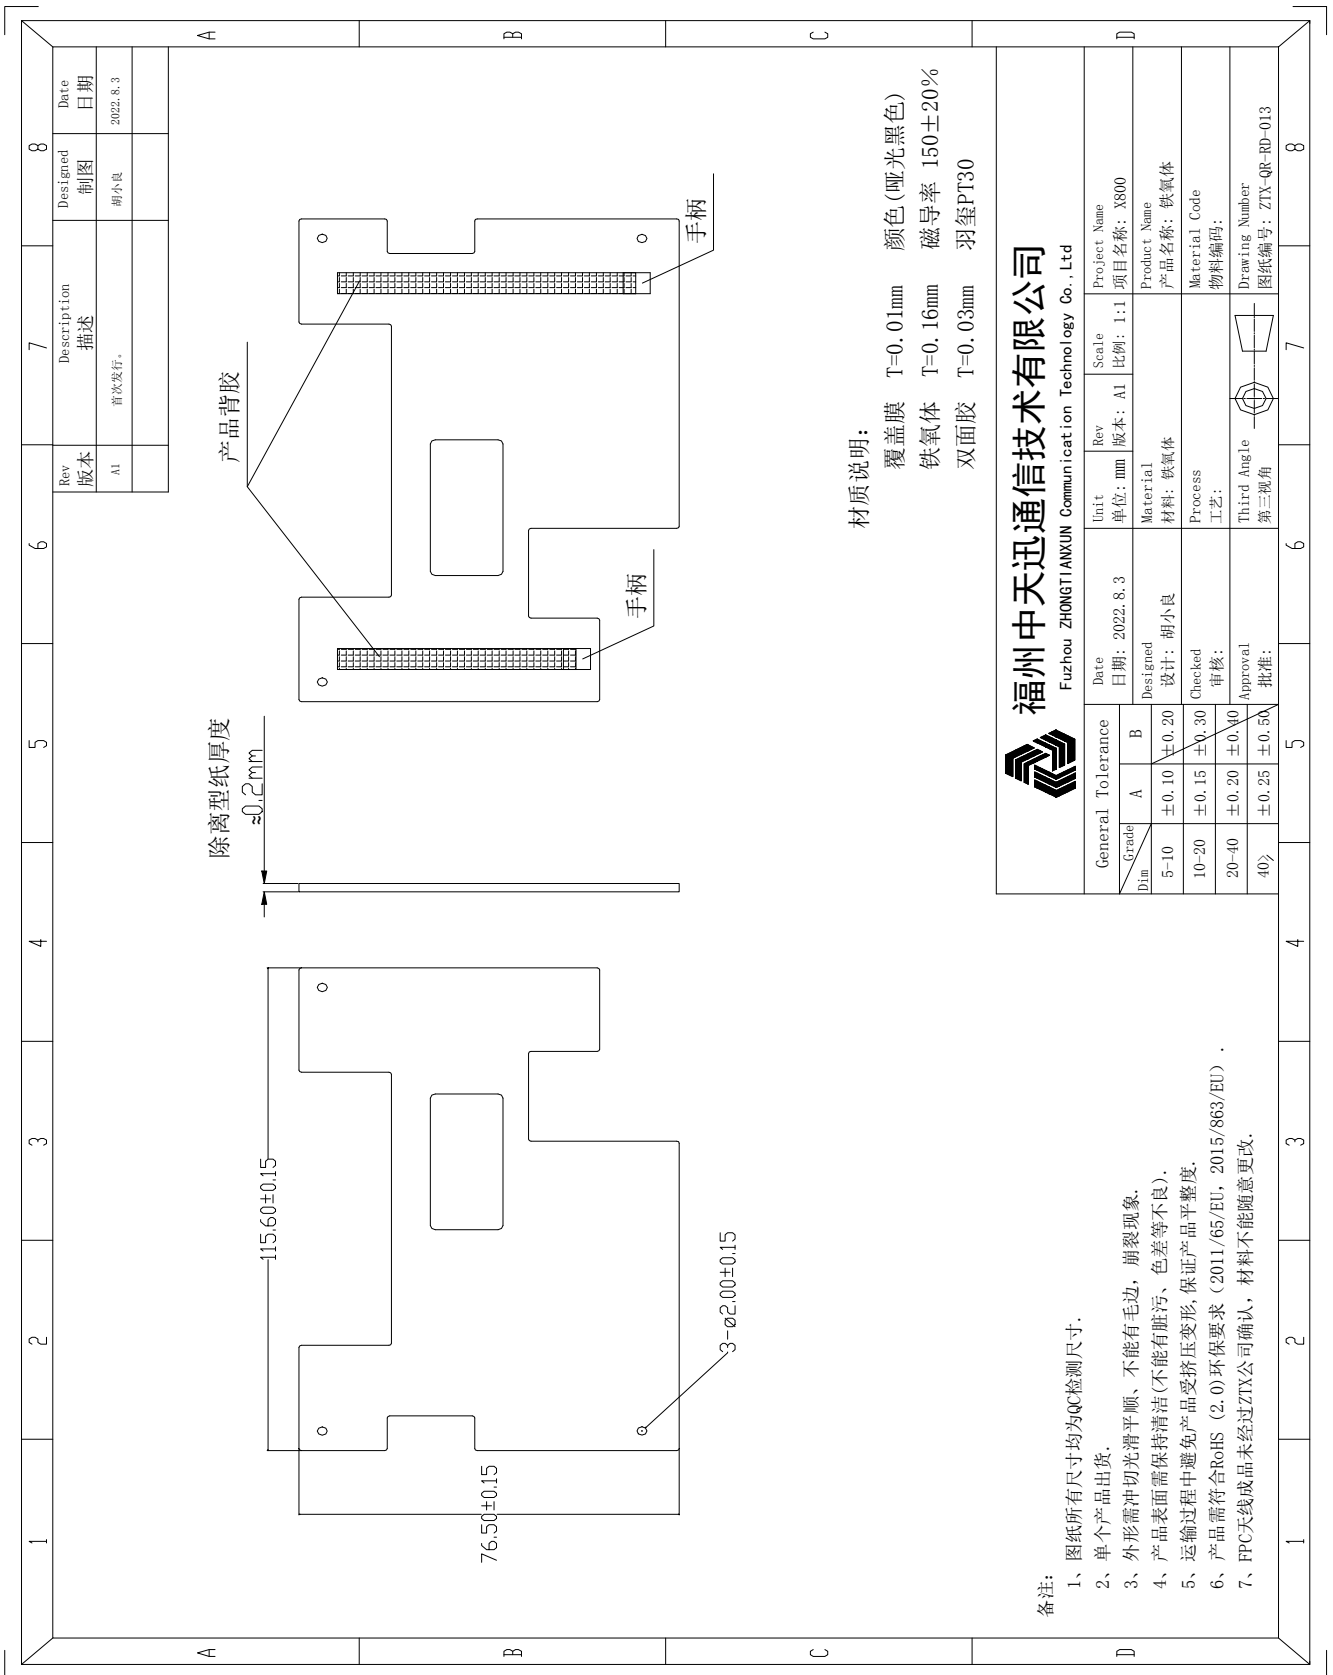 1 2 3 4 5 6 7 8
A
B
C
D
A
B
C
D
1 2 3 4 5 6 7 8
Rev Description Designed Date
版本 描述 制图 日期
A1 首次发行。 胡小良 2022.8.3
115.60±0.15
76.50±0.15
3-ø2.00±0.15
除离型纸厚度
≈0.2mm
产品背胶
手柄
手柄
材质说明:
覆盖膜 T=0.01mm 颜色(哑光黑色)
铁氧体 T=0.16mm 磁导率 150±20%
双面胶 T=0.03mm 羽玺PT30
备注:
1、图纸所有尺寸均为QC检测尺寸.
2、单个产品出货.
3、外形需冲切光滑平顺、不能有毛边, 崩裂现象.
4、产品表面需保持清洁(不能有脏污、色差等不良).
5、运输过程中避免产品受挤压变形,保证产品平整度.
6、产品需符合RoHS (2.0)环保要求 (2011/65/EU, 2015/863/EU) .
7、FPC天线成品未经过ZTX公司确认, 材料不能随意更改.
福州中天迅通信技术有限公司
Fuzhou ZHONGTIANXUN Communication Technology Co.,Ltd
General Tolerance
Grade
Dim
A B
5-10 ±0.10 ±0.20
10-20 ±0.15 ±0.30
20-40 ±0.20 ±0.40
40> ±0.25 ±0.50
Date
日期: 2022.8.3
Unit
单位: mm
Rev
版本: A1
Scale
比例: 1:1
Project Name
项目名称: X800
Designed
设计: 胡小良
Material
材料: 铁氧体
Product Name
产品名称: 铁氧体
Checked
审核:
Process
工艺:
Material Code
物料编码:
Approval
批准:
Third Angle
第三视角
Drawing Number
图纸编号: ZTX-QR-RD-013